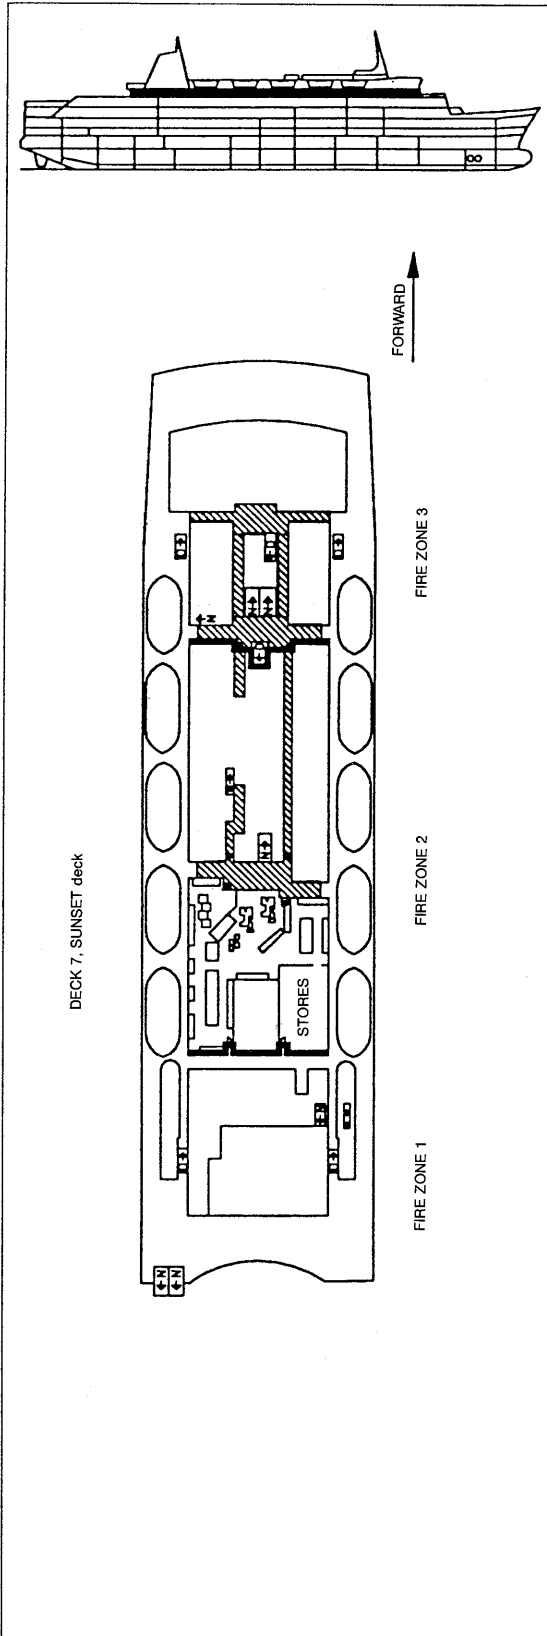 DECK 7, SUNSET deck
FORWARD
FIRE ZONE 3
FIRE ZONE 2
STORES
FIRE ZONE 1